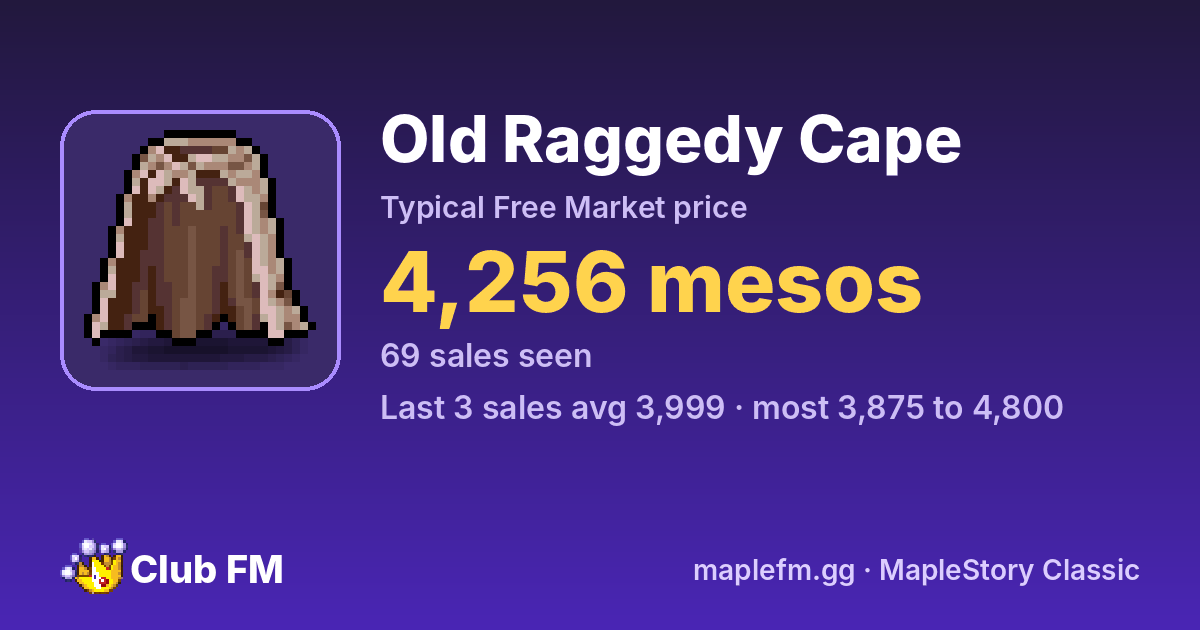 Old Raggedy Cape
Typical Free Market price
4,256 mesos
69 sales seen
Last 3 sales avg 3,999 · most 3,875 to 4,800
Club FM
maplefm.gg · MapleStory Classic